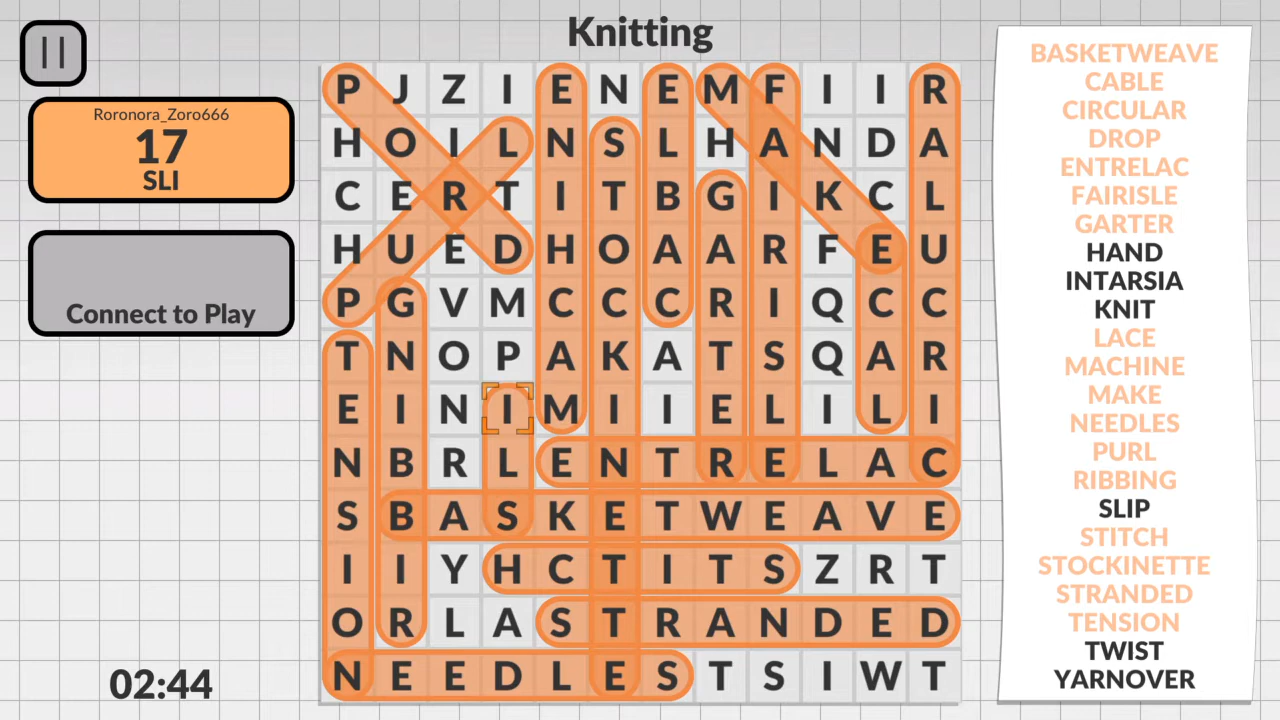 Knitting
Roronora_Zoro666
17
SLI
Connect to Play
02:44
P J Z I E N E M F I I R
H O I L N S L H A N D A
C E R T I T B G I K C L
H U E D H O A A R F E U
P G V M C C C R I Q C C
T N O P A K A T S Q A R
E I N I M I I E L I L I
N B R L E N T R E L A C
S B A S K E T W E A V E
I I Y H C T I T S Z R T
O R L A S T R A N D E D
N E E D L E S T S I W T
BASKETWEAVE
CABLE
CIRCULAR
DROP
ENTRELAC
FAIRISLE
GARTER
HAND
INTARSIA
KNIT
LACE
MACHINE
MAKE
NEEDLES
PURL
RIBBING
SLIP
STITCH
STOCKINETTE
STRANDED
TENSION
TWIST
YARNOVER